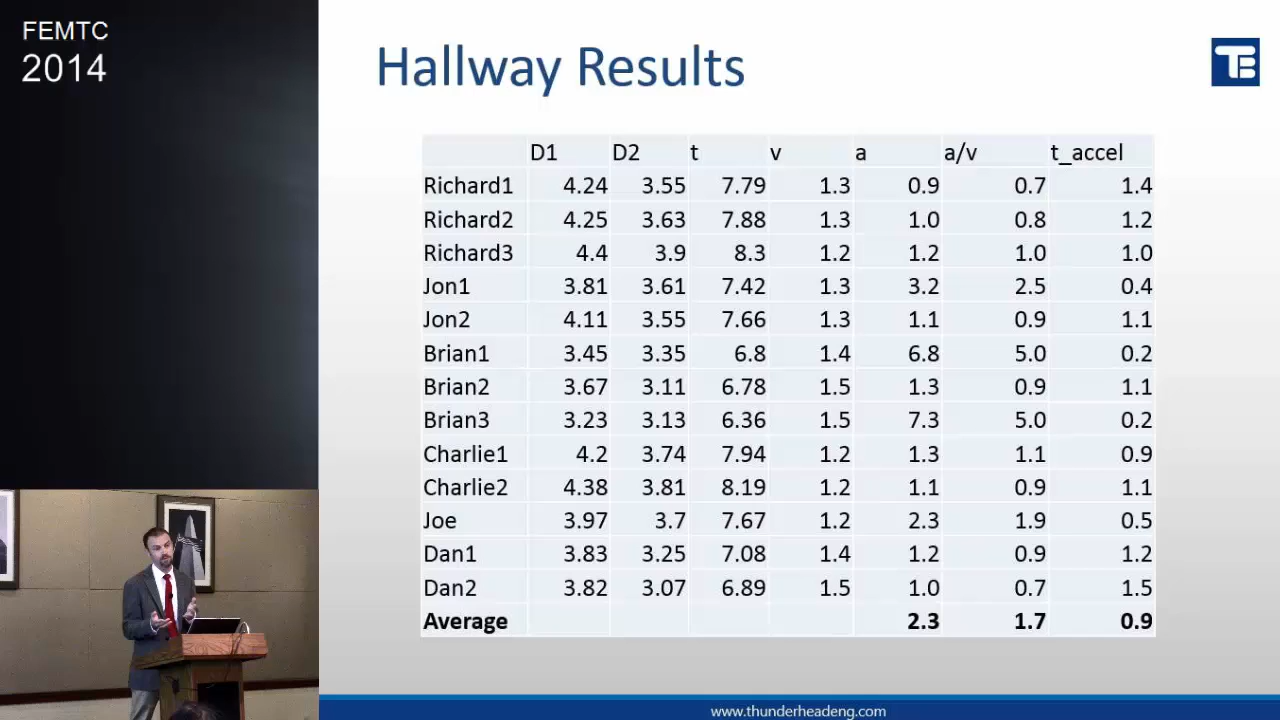 FEMTC
2014
Hallway Results
TE
D1 D2 t v a a/v t_accel
Richard1 4.24 3.55 7.79 1.3 0.9 0.7 1.4
Richard2 4.25 3.63 7.88 1.3 1.0 0.8 1.2
Richard3 4.4 3.9 8.3 1.2 1.2 1.0 1.0
Jon1 3.81 3.61 7.42 1.3 3.2 2.5 0.4
Jon2 4.11 3.55 7.66 1.3 1.1 0.9 1.1
Brian1 3.45 3.35 6.8 1.4 6.8 5.0 0.2
Brian2 3.67 3.11 6.78 1.5 1.3 0.9 1.1
Brian3 3.23 3.13 6.36 1.5 7.3 5.0 0.2
Charlie1 4.2 3.74 7.94 1.2 1.3 1.1 0.9
Charlie2 4.38 3.81 8.19 1.2 1.1 0.9 1.1
Joe 3.97 3.7 7.67 1.2 2.3 1.9 0.5
Dan1 3.83 3.25 7.08 1.4 1.2 0.9 1.2
Dan2 3.82 3.07 6.89 1.5 1.0 0.7 1.5
Average 2.3 1.7 0.9
www.thunderheadeng.com